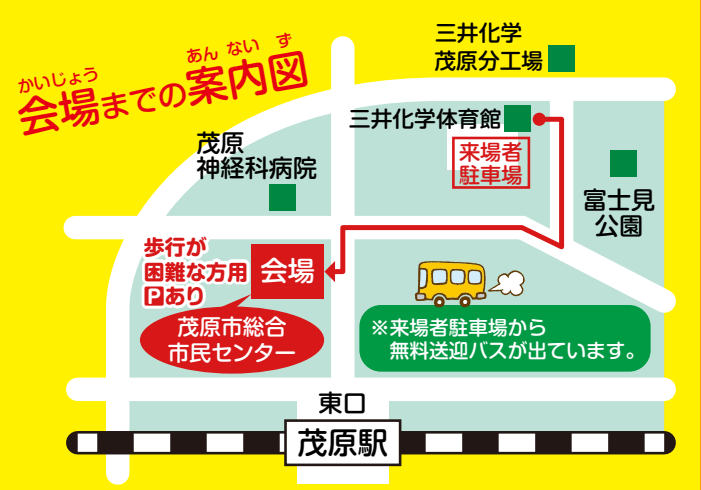 かいじょう あん ない ず
会場までの案内図
三井化学
茂原分工場
三井化学体育館
来場者
駐車場
茂原
神経科病院
富士見
公園
歩行が
困難な方用
Pあり
会場
茂原市総合
市民センター
※来場者駐車場から
無料送迎バスが出ています。
東口
茂原駅